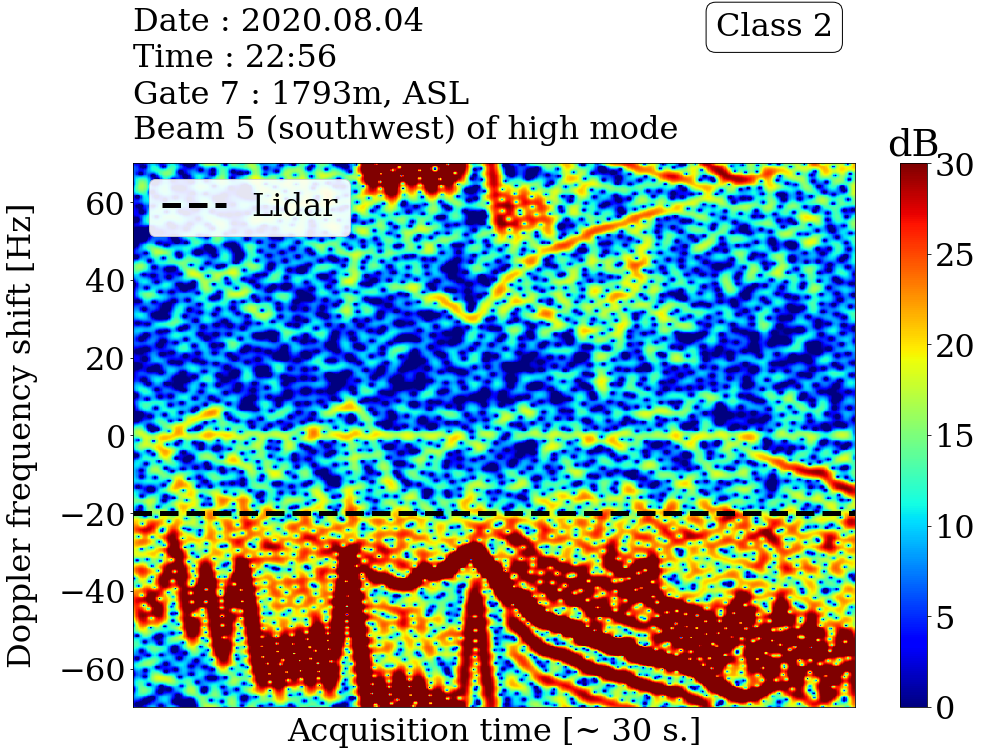 Date : 2020.08.04
Time : 22:56
Gate 7 : 1793m, ASL
Beam 5 (southwest) of high mode
Class 2
dB
Lidar
Doppler frequency shift [Hz]
60
40
20
0
−20
−40
−60
30
25
20
15
10
5
0
Acquisition time [~ 30 s.]